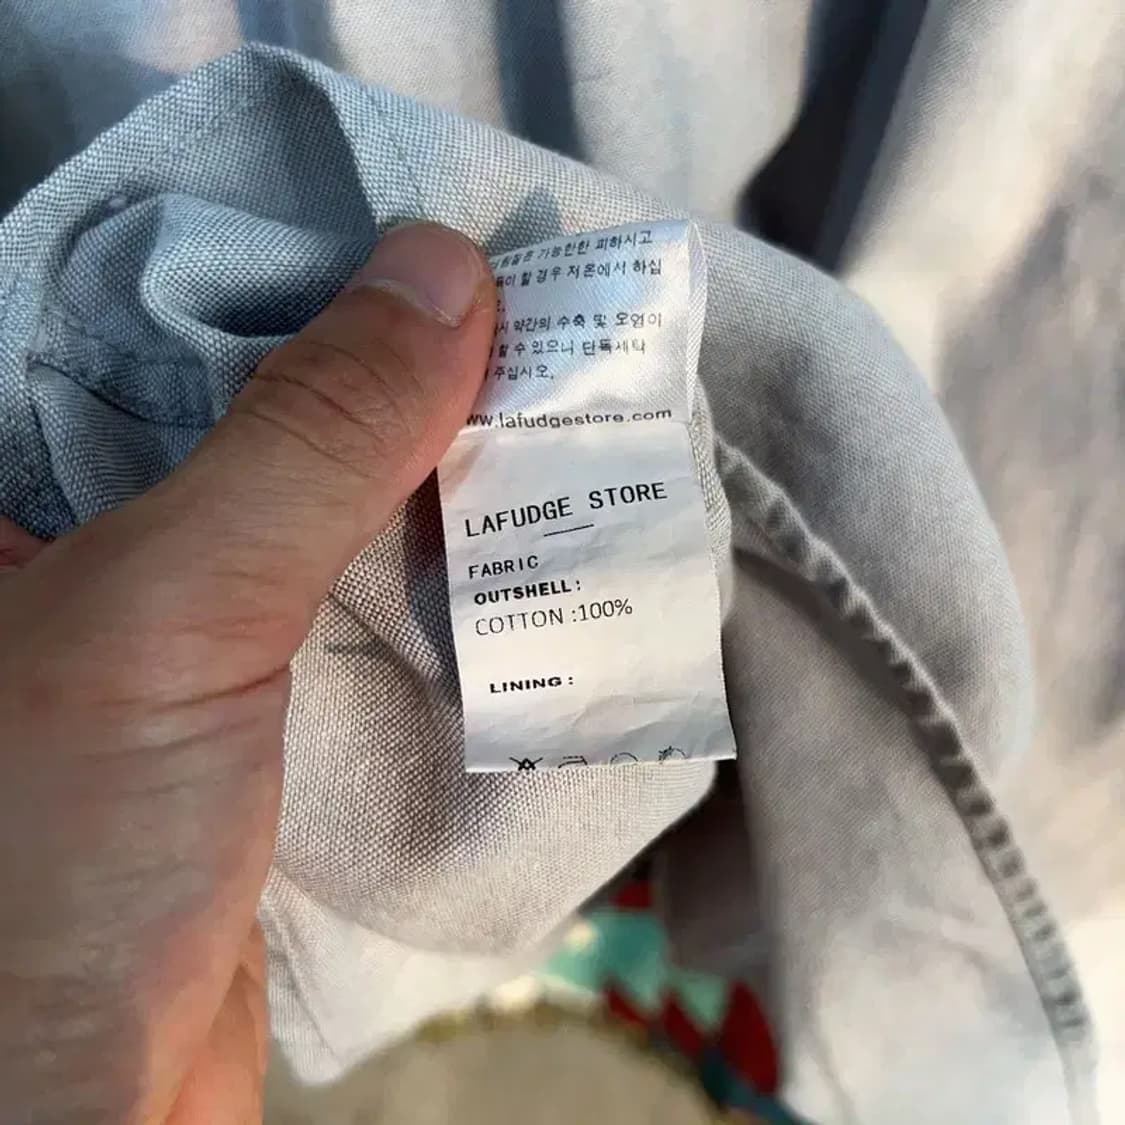 가능한한 피하시고
할 경우 저온에서 하십
약간의 수축 및 오염이
할 수 있으니 단독세탁
주십시오,
ww.lafudgestore.com
LAFUDGE STORE
FABRIC
OUTSHELL:
COTTON :100%
LINING: